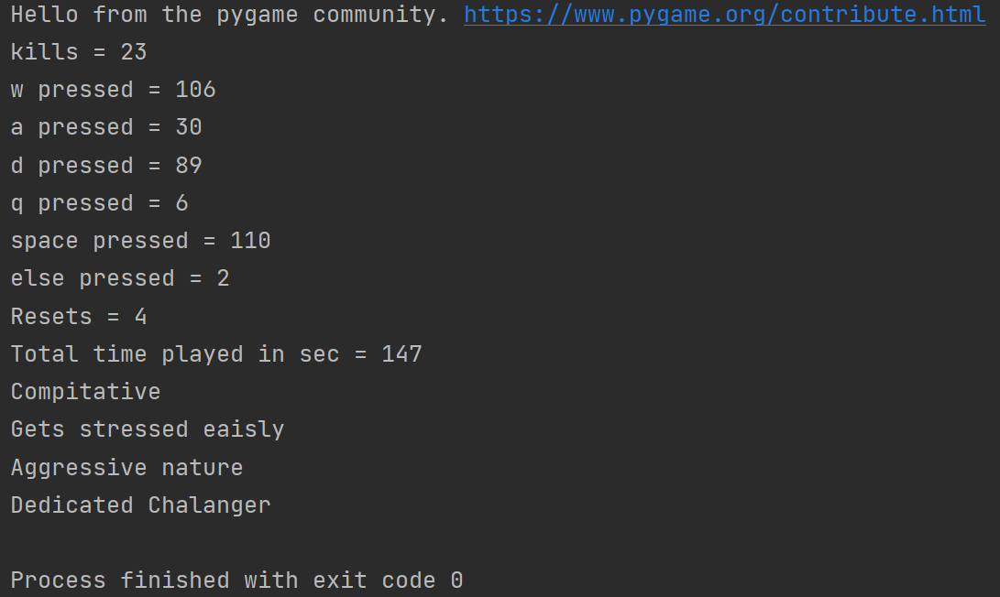 Hello from the pygame community. https://www.pygame.org/contribute.html
kills = 23
w pressed = 106
a pressed = 30
d pressed = 89
q pressed = 6
space pressed = 110
else pressed = 2
Resets = 4
Total time played in sec = 147
Compitative
Gets stressed eaisly
Aggressive nature
Dedicated Chalanger
Process finished with exit code 0